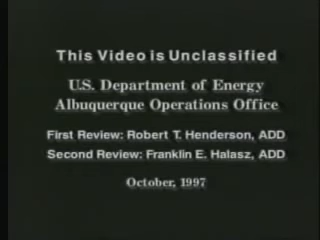 This Video is Unclassified
U.S. Department of Energy
Albuquerque Operations Office
First Review: Robert T. Henderson, ADD
Second Review: Franklin E. Halasz, ADD
October, 1997